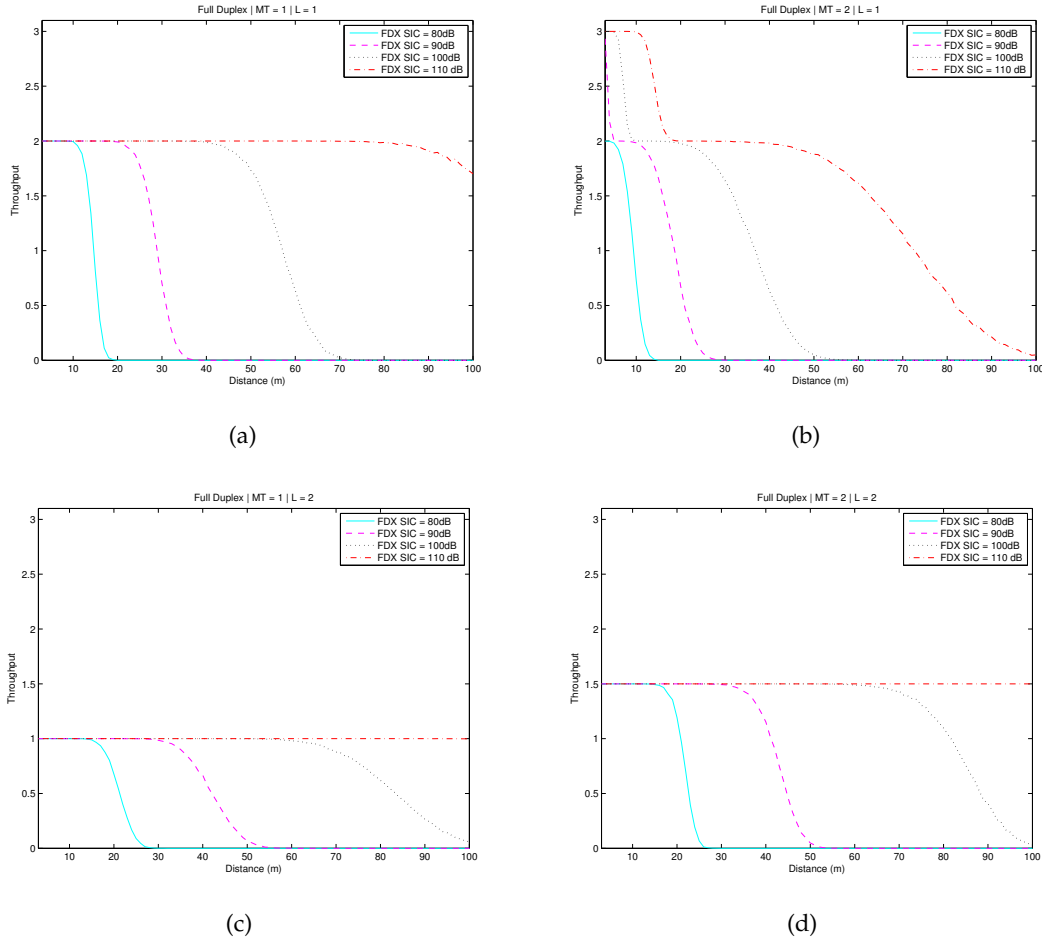 Full Duplex | MT = 1 | L = 1
3
2.5
2
1.5
1
0.5
0
Throughput
FDX SIC = 80dB
FDX SIC = 90dB
FDX SIC = 100dB
FDX SIC = 110 dB
10 20 30 40 50 60 70 80 90 100
Distance (m)
(a)
Full Duplex | MT = 2 | L = 1
3
2.5
2
1.5
1
0.5
0
Throughput
FDX SIC = 80dB
FDX SIC = 90dB
FDX SIC = 100dB
FDX SIC = 110 dB
10 20 30 40 50 60 70 80 90 100
Distance (m)
(b)
Full Duplex | MT = 1 | L = 2
3
2.5
2
1.5
1
0.5
0
Throughput
FDX SIC = 80dB
FDX SIC = 90dB
FDX SIC = 100dB
FDX SIC = 110 dB
10 20 30 40 50 60 70 80 90 100
Distance (m)
(c)
Full Duplex | MT = 2 | L = 2
3
2.5
2
1.5
1
0.5
0
Throughput
FDX SIC = 80dB
FDX SIC = 90dB
FDX SIC = 100dB
FDX SIC = 110 dB
10 20 30 40 50 60 70 80 90 100
Distance (m)
(d)